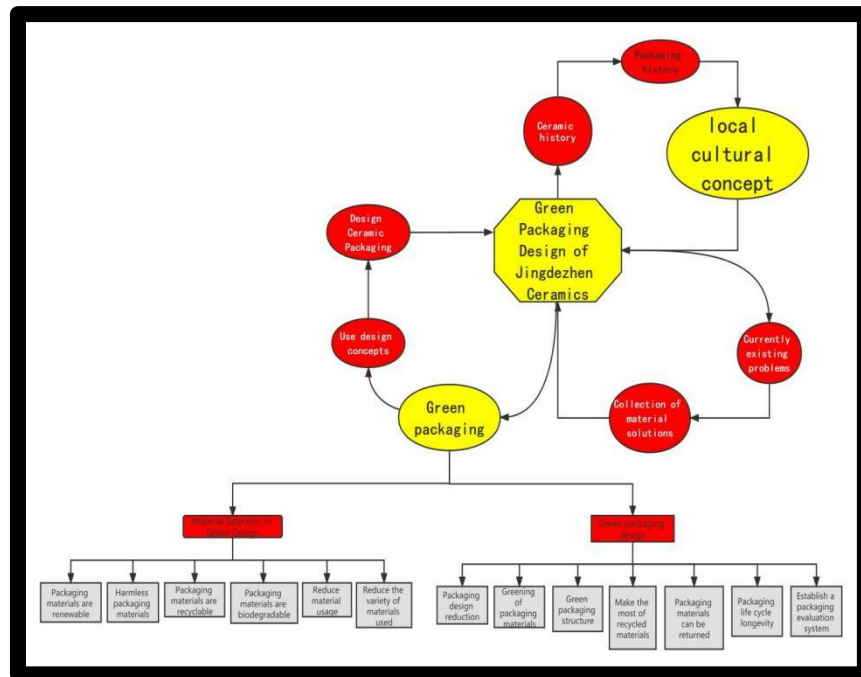 Packaging
history
local
cultural
concept
Ceramic
history
Green
Packaging
Design of
Jingdezhen
Ceramics
Design
Ceramic
Packaging
Use design
concepts
Currently
existing
problems
Collection of
material
solutions
Green
packaging
Material Selection in
Green Design
Green packaging
design
Packaging
materials are
renewable
Harmless
packaging
materials
Packaging
materials are
recyclable
Packaging
materials are
biodegradable
Reduce
material
usage
Reduce the
variety of
materials
used
Packaging
design
reduction
Greening of
packaging
materials
Green
packaging
structure
Make the
most of
recycled
materials
Packaging
materials
can be
returned
Packaging
life cycle
longevity
Establish a
packaging
evaluation
system